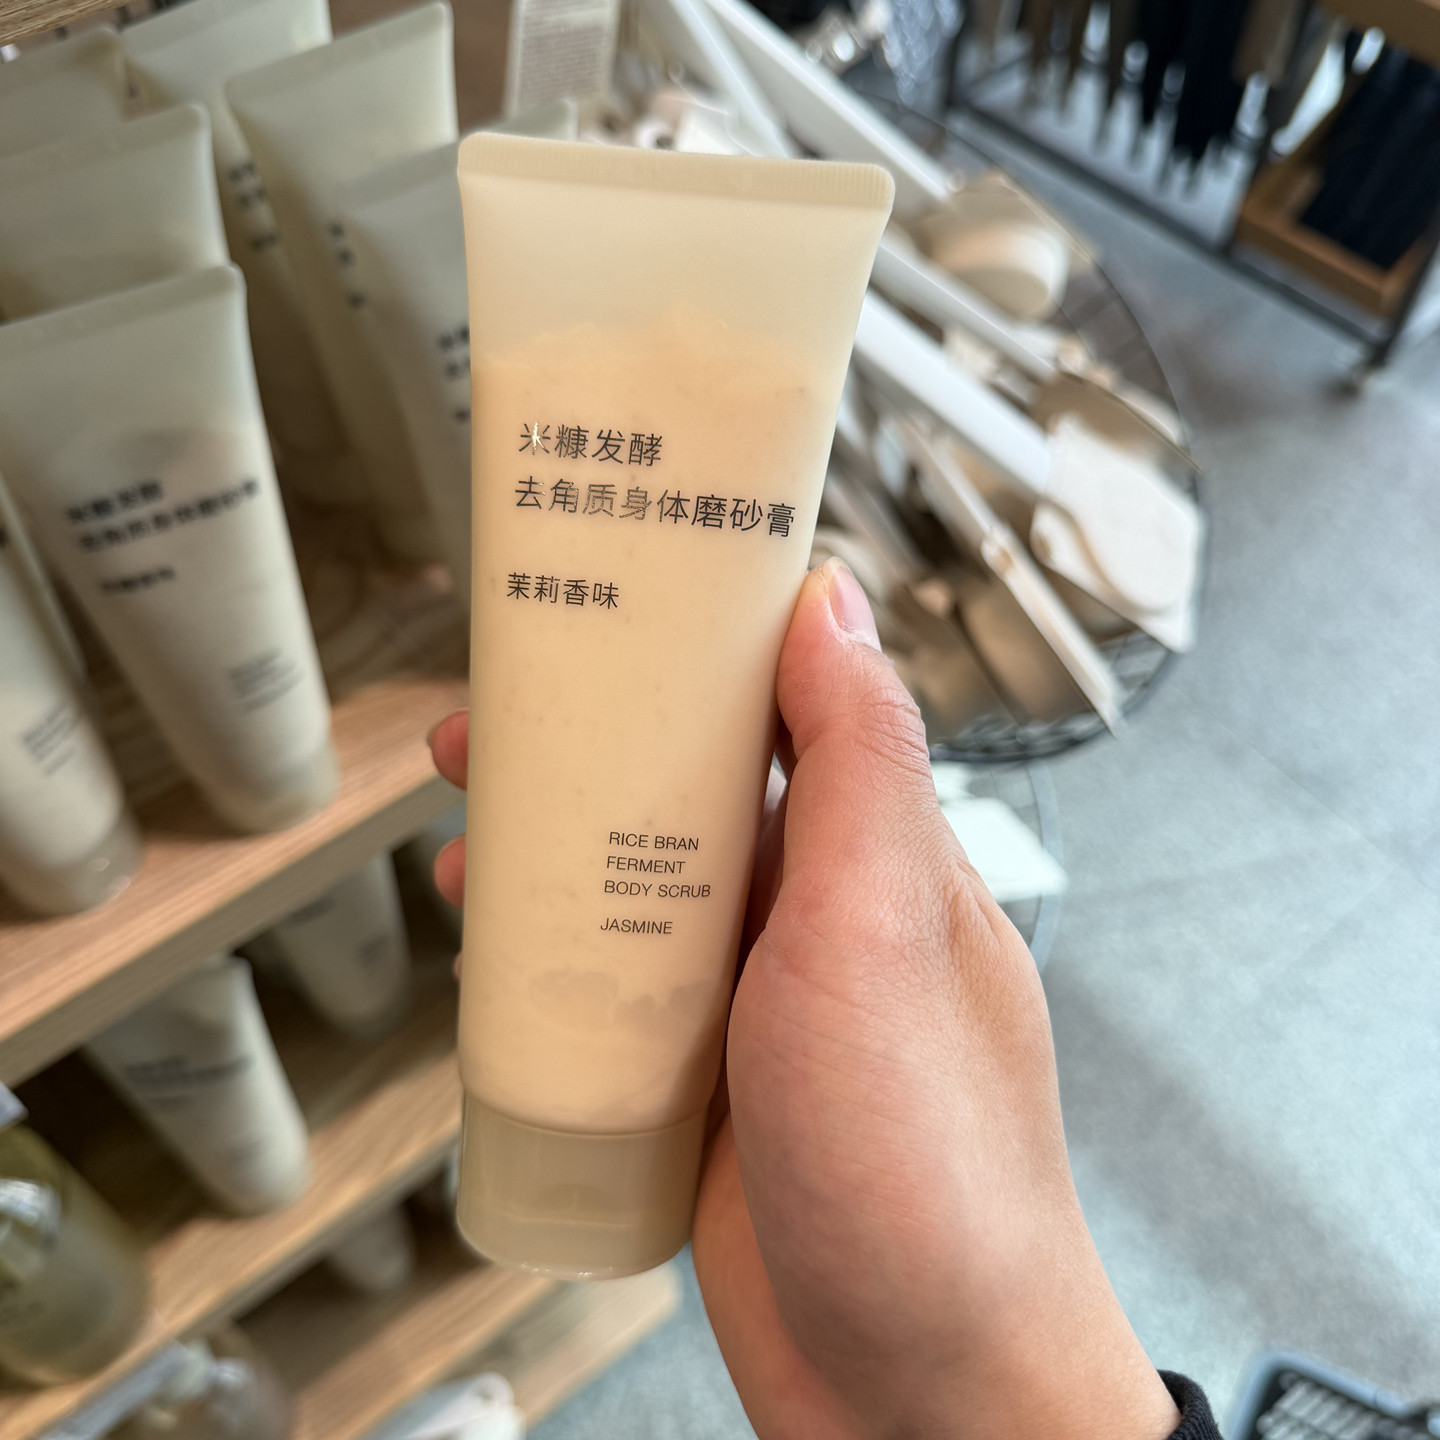 米糠发酵
去角质身体磨砂膏
茉莉香味
RICE BRAN
FERMENT
BODY SCRUB
JASMINE